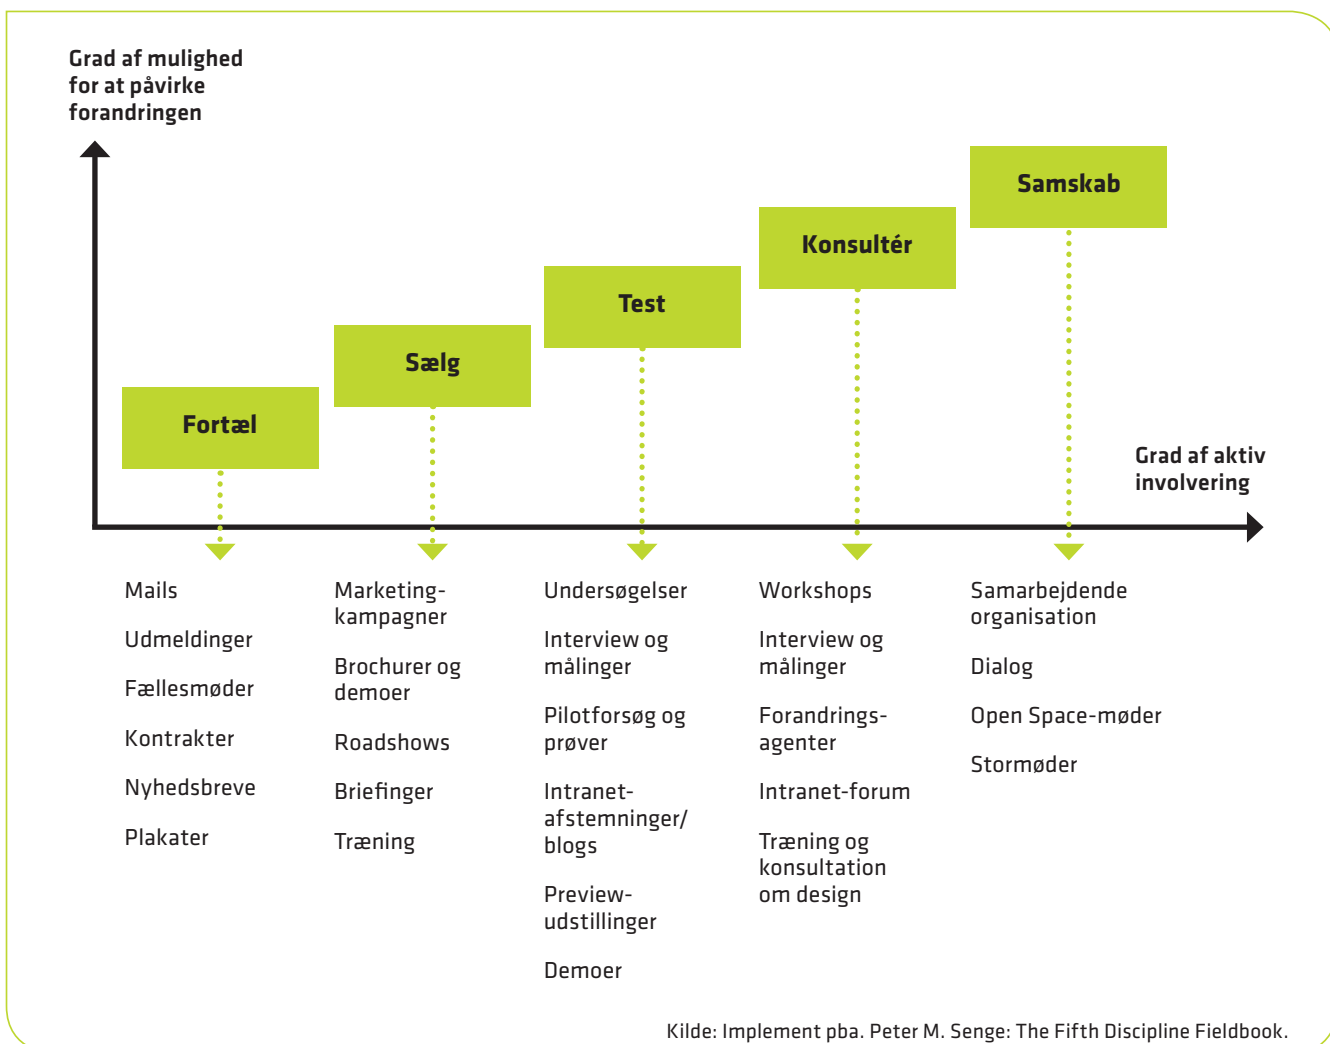 Grad af mulighed
for at påvirke
forandringen
Samskab
Konsultér
Test
Sælg
Fortæl
Grad af aktiv
involvering
Mails
Udmeldinger
Fællesmøder
Kontrakter
Nyhedsbreve
Plakater
Marketing-
kampagner
Brochurer og
demoer
Roadshows
Briefinger
Træning
Undersøgelser
Interview og
målinger
Pilotforsøg og
prøver
Intranet-
afstemninger/
blogs
Preview-
udstillinger
Demoer
Workshops
Interview og
målinger
Forandrings-
agenter
Intranet-forum
Træning og
konsultation
om design
Samarbejdende
organisation
Dialog
Open Space-møder
Stormøder
Kilde: Implement pba. Peter M. Senge: The Fifth Discipline Fieldbook.